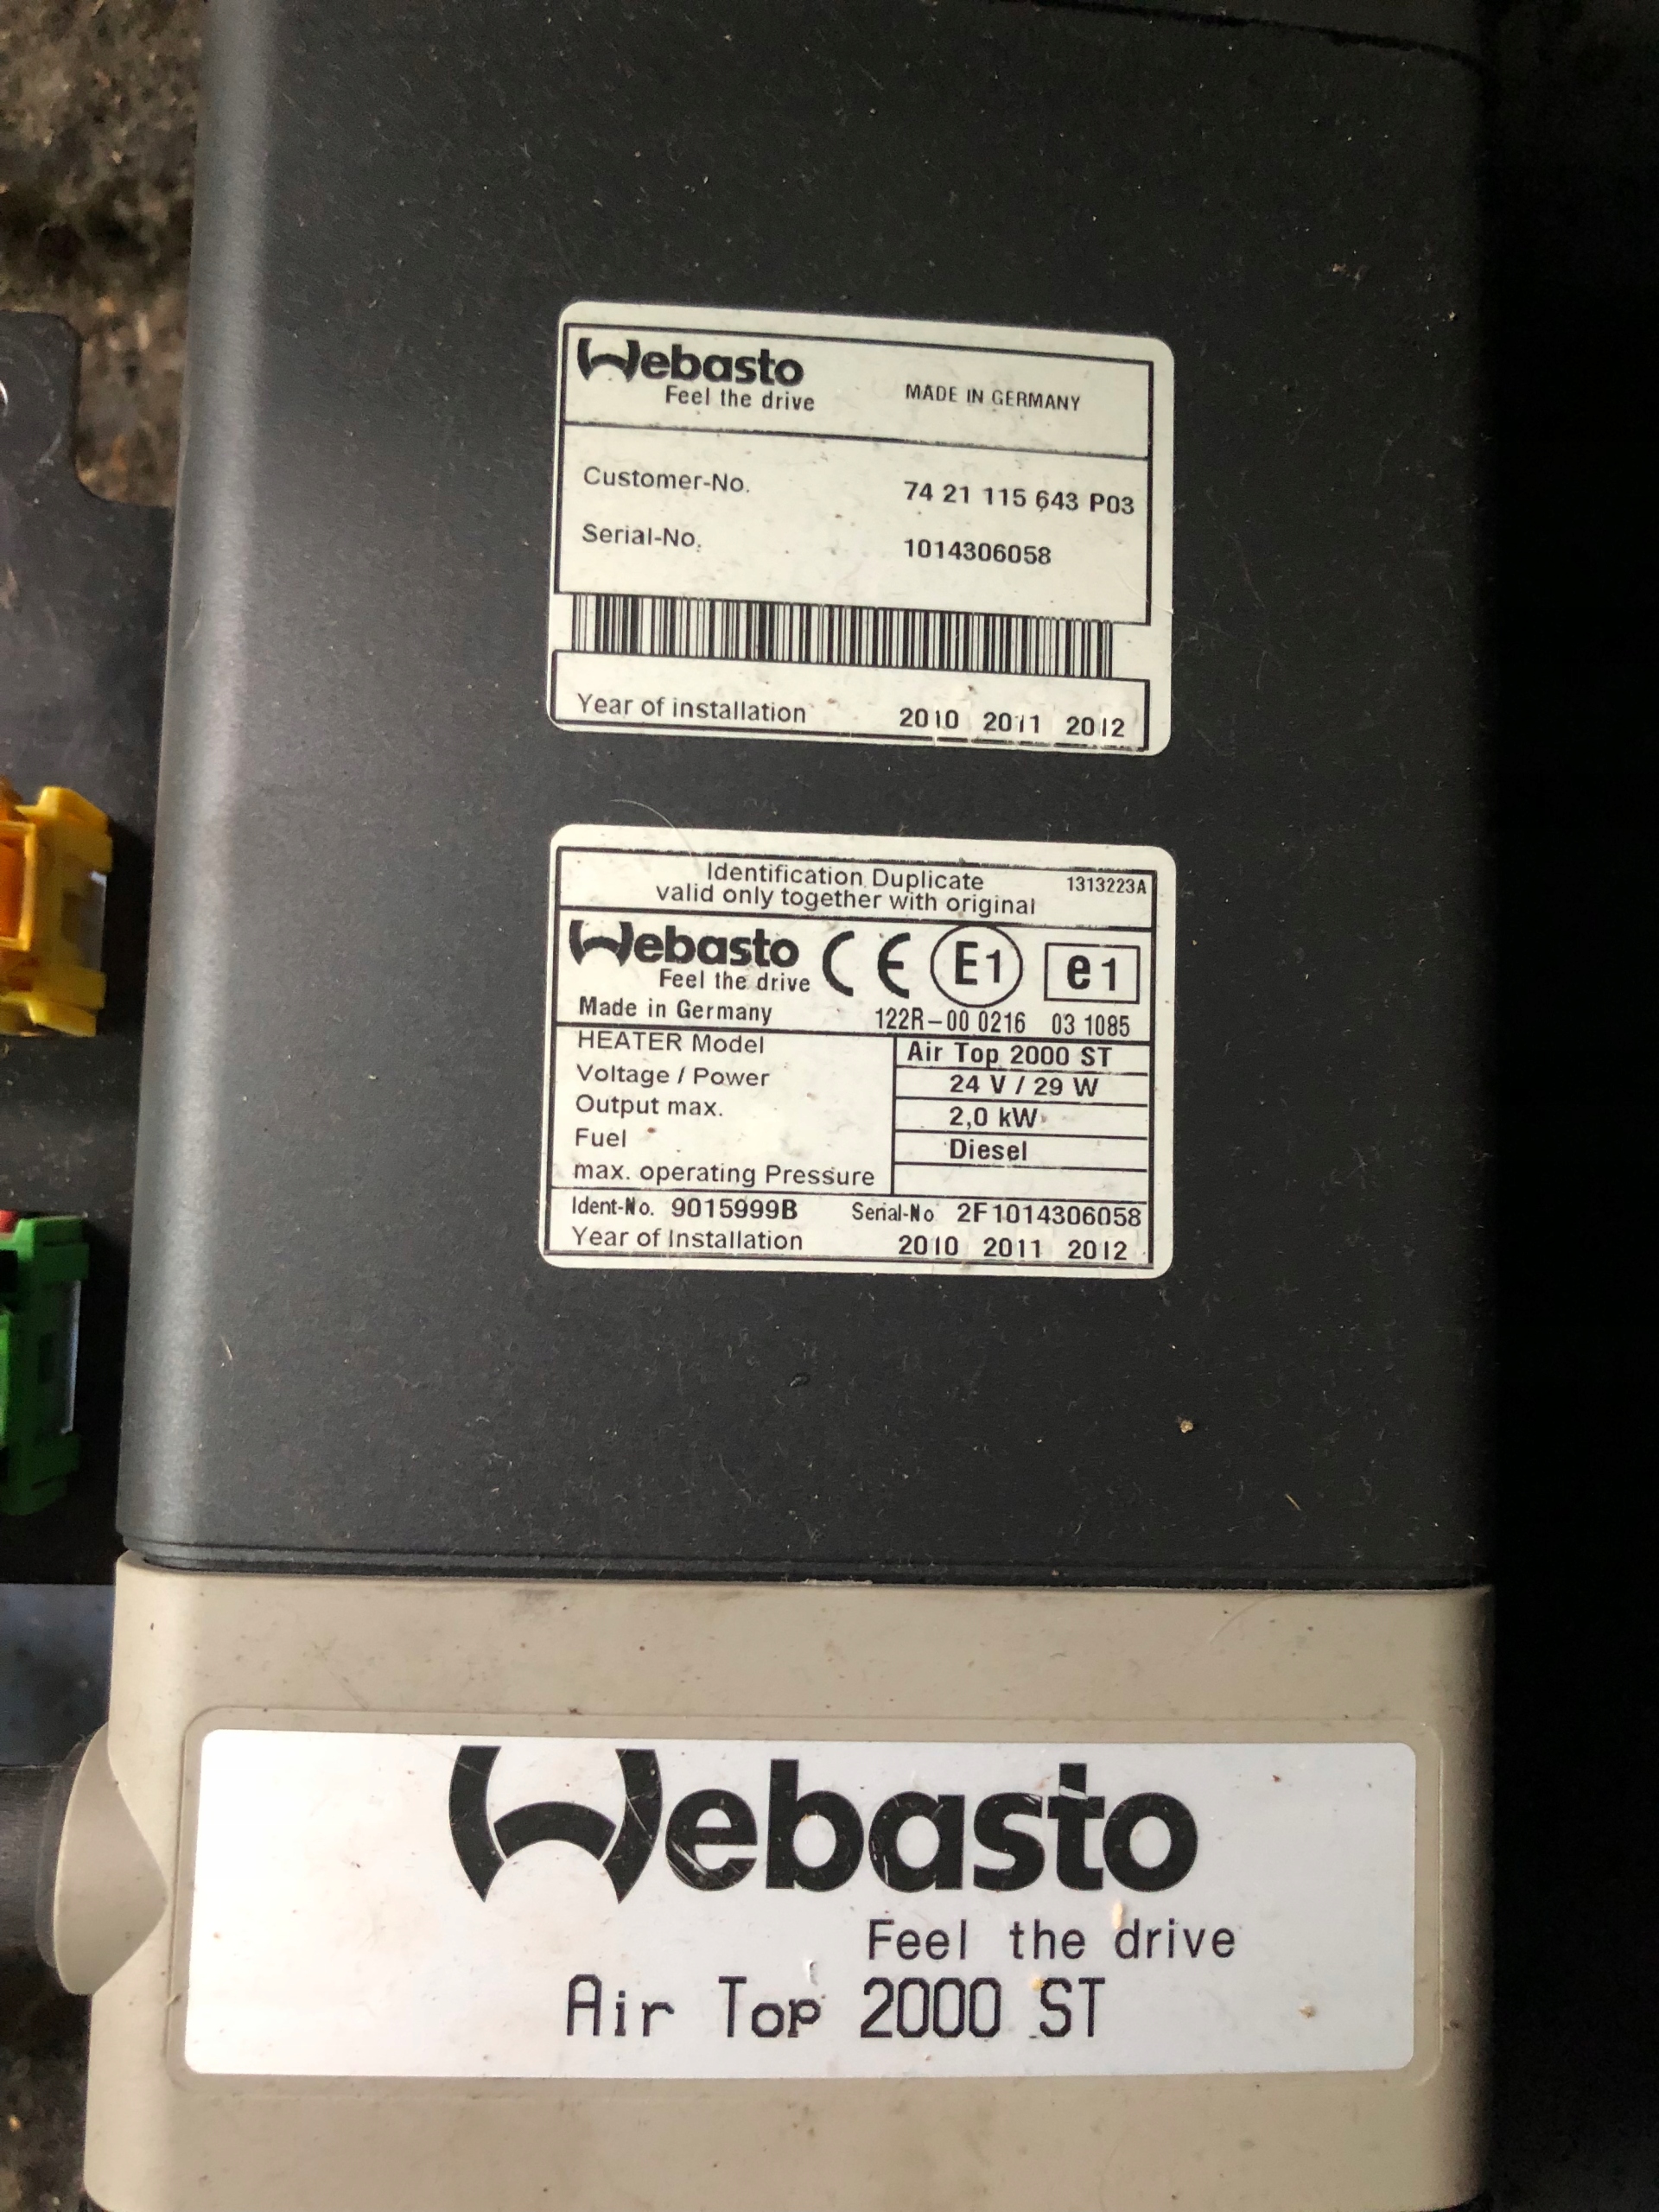 Webasto
Feel the drive
MADE IN GERMANY
Customer-No. 74 21 115 643 P03
Serial-No. 1014306058
Year of installation 2010 2011 2012
Identification Duplicate 1313223A
valid only together with original
Webasto CE E1 e1
Feel the drive
Made in Germany 122R-00 0216 03 1085
HEATER Model Air Top 2000 ST
Voltage / Power 24 V / 29 W
Output max. 2,0 kW
Fuel Diesel
max. operating Pressure
Ident-No. 9015999B Serial-No 2F1014306058
Year of Installation 2010 2011 2012
Webasto
Feel the drive
Air Top 2000 ST